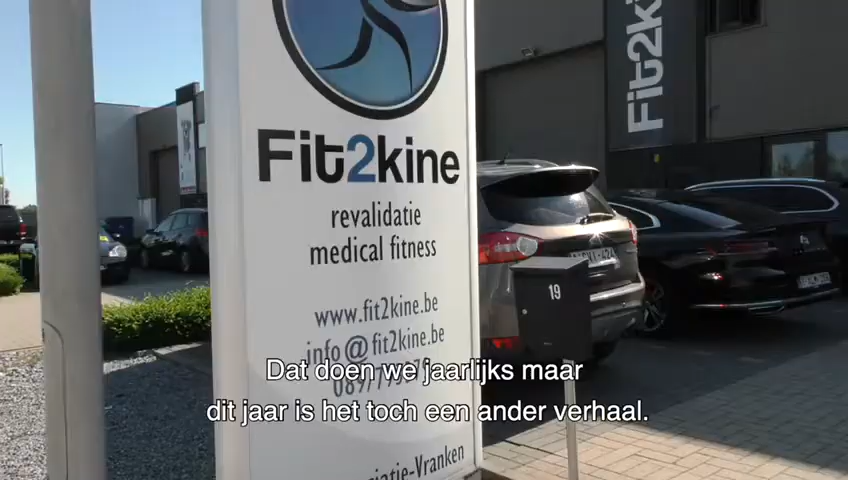 Fit2kine
revalidatie
medical fitness
www.fit2kine.be
info@fit2kine.be
19
Dat doen we jaarlijks maar
dit jaar is het toch een ander verhaal.